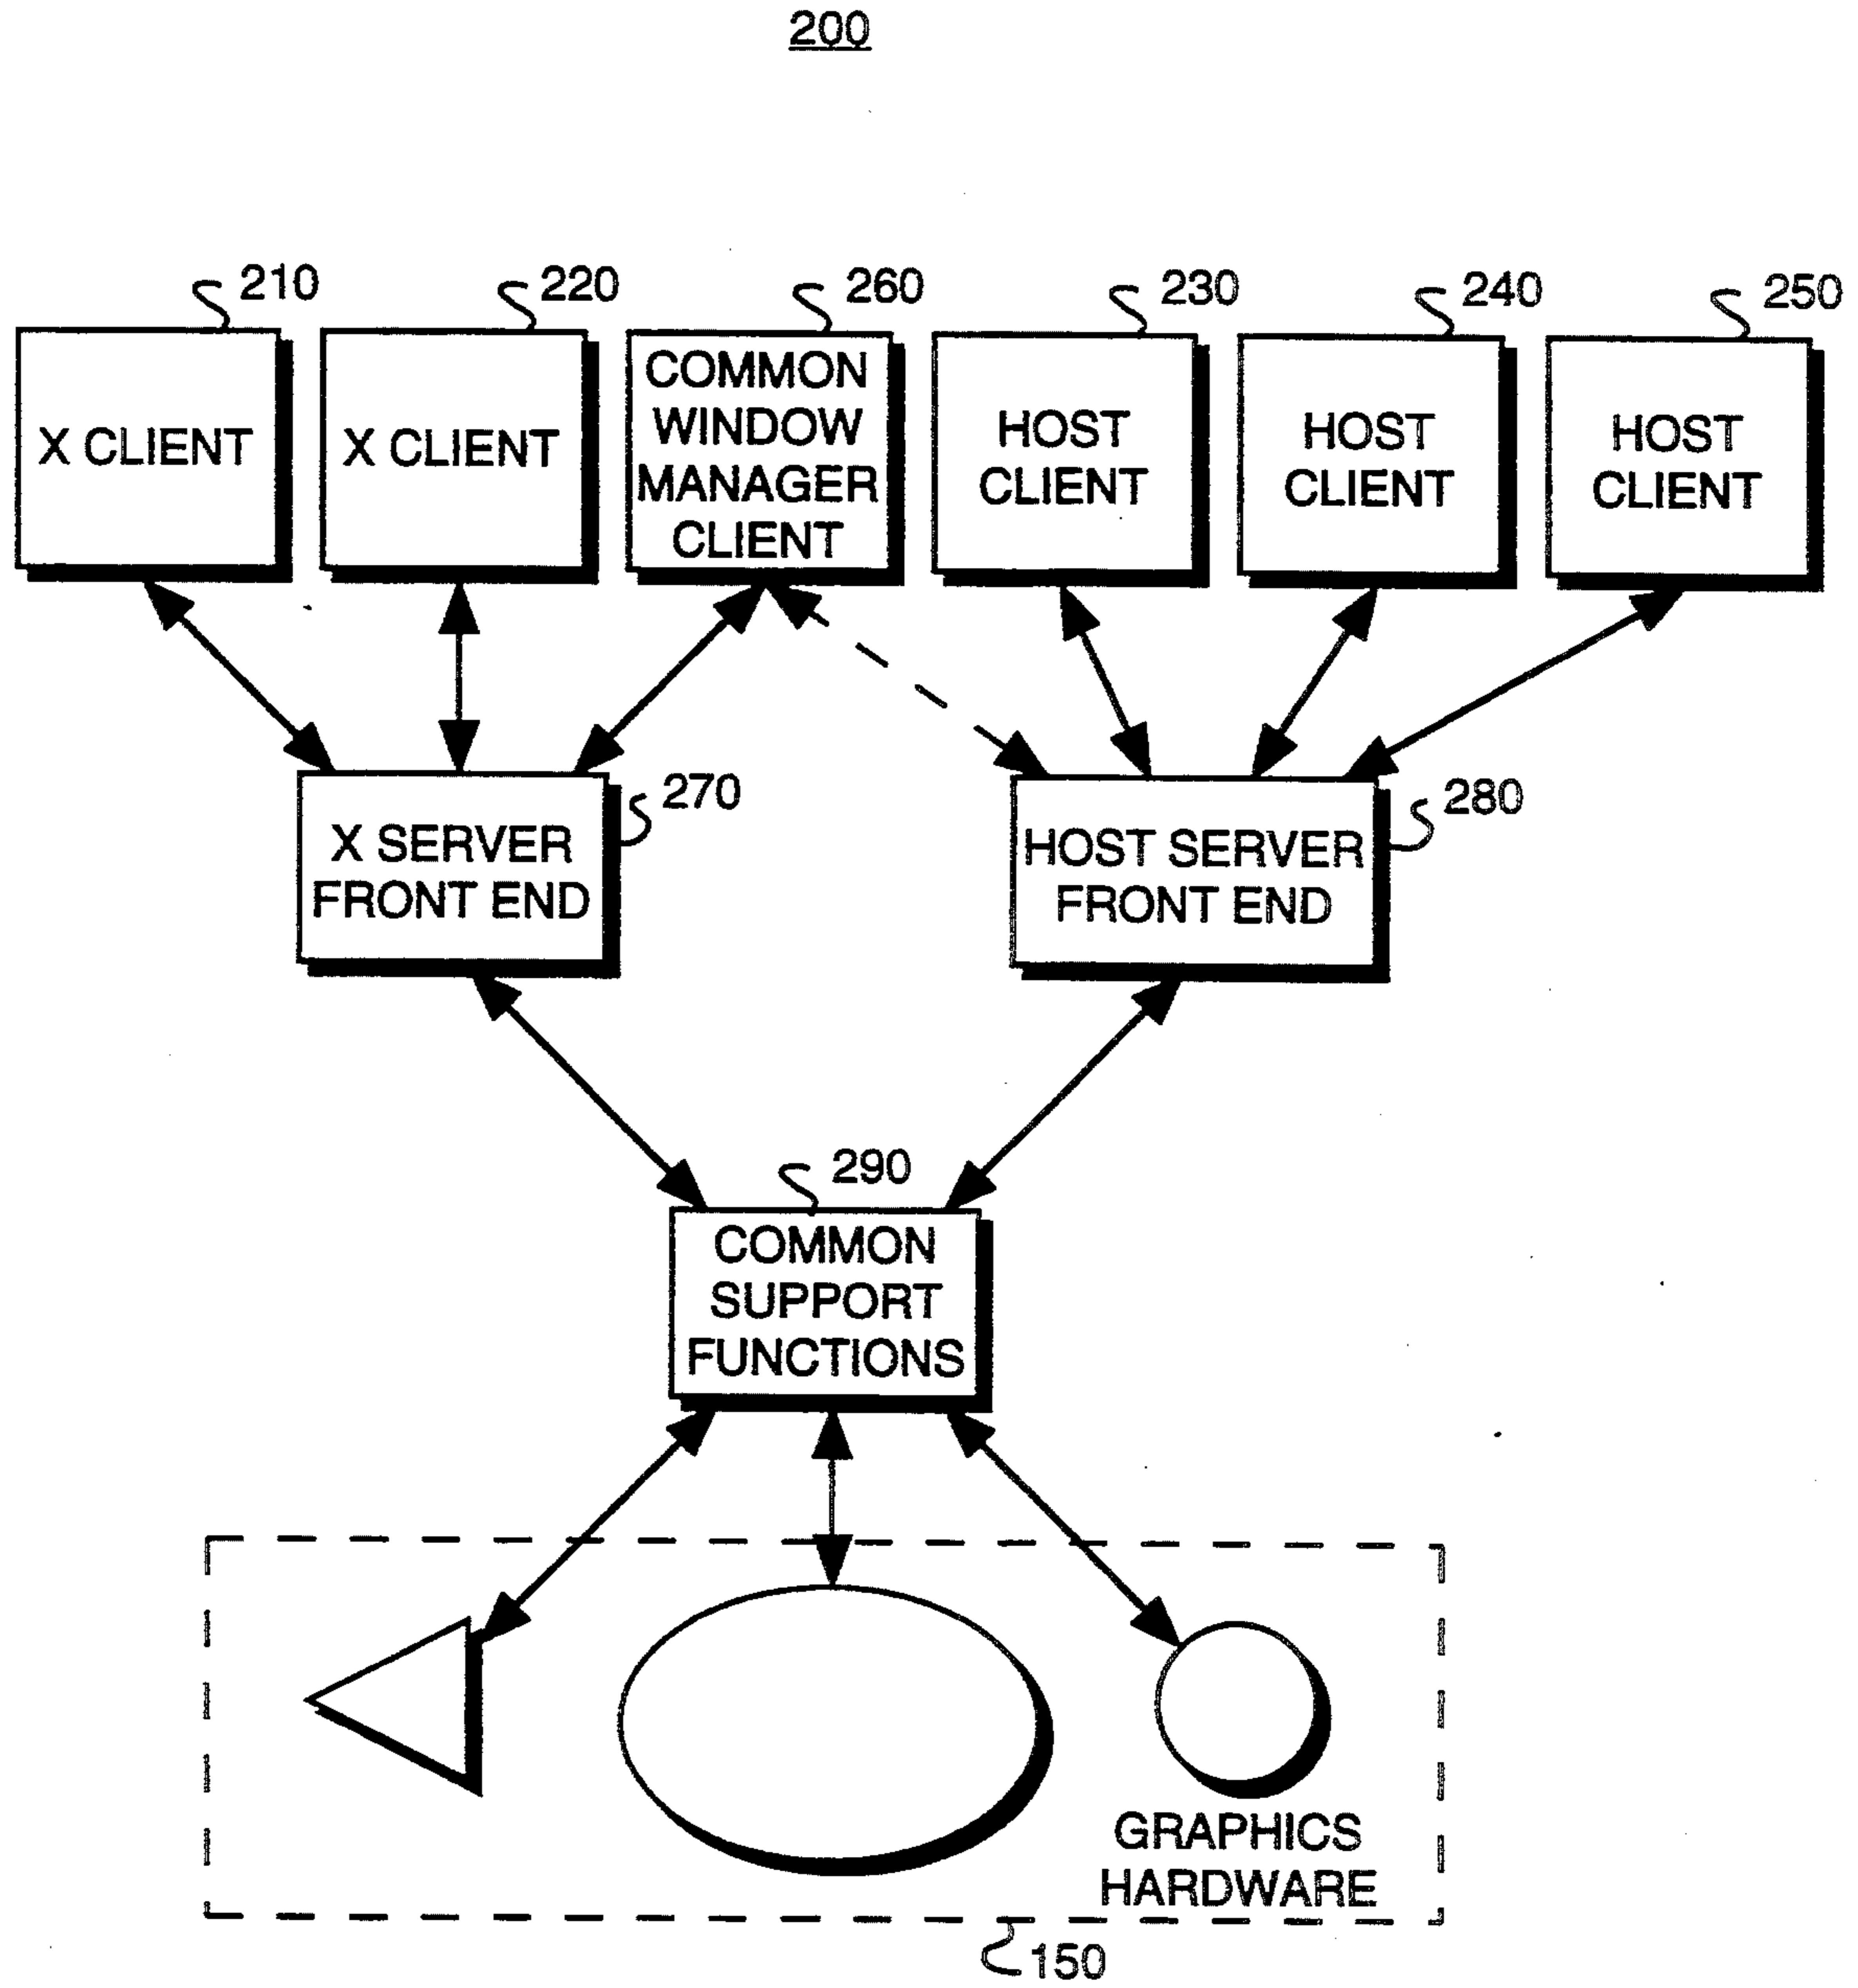 200
210
220
260
230
240
250
X CLIENT
X CLIENT
COMMON
WINDOW
MANAGER
CLIENT
HOST
CLIENT
HOST
CLIENT
HOST
CLIENT
270
X SERVER
FRONT END
280
HOST SERVER
FRONT END
290
COMMON
SUPPORT
FUNCTIONS
GRAPHICS
HARDWARE
150